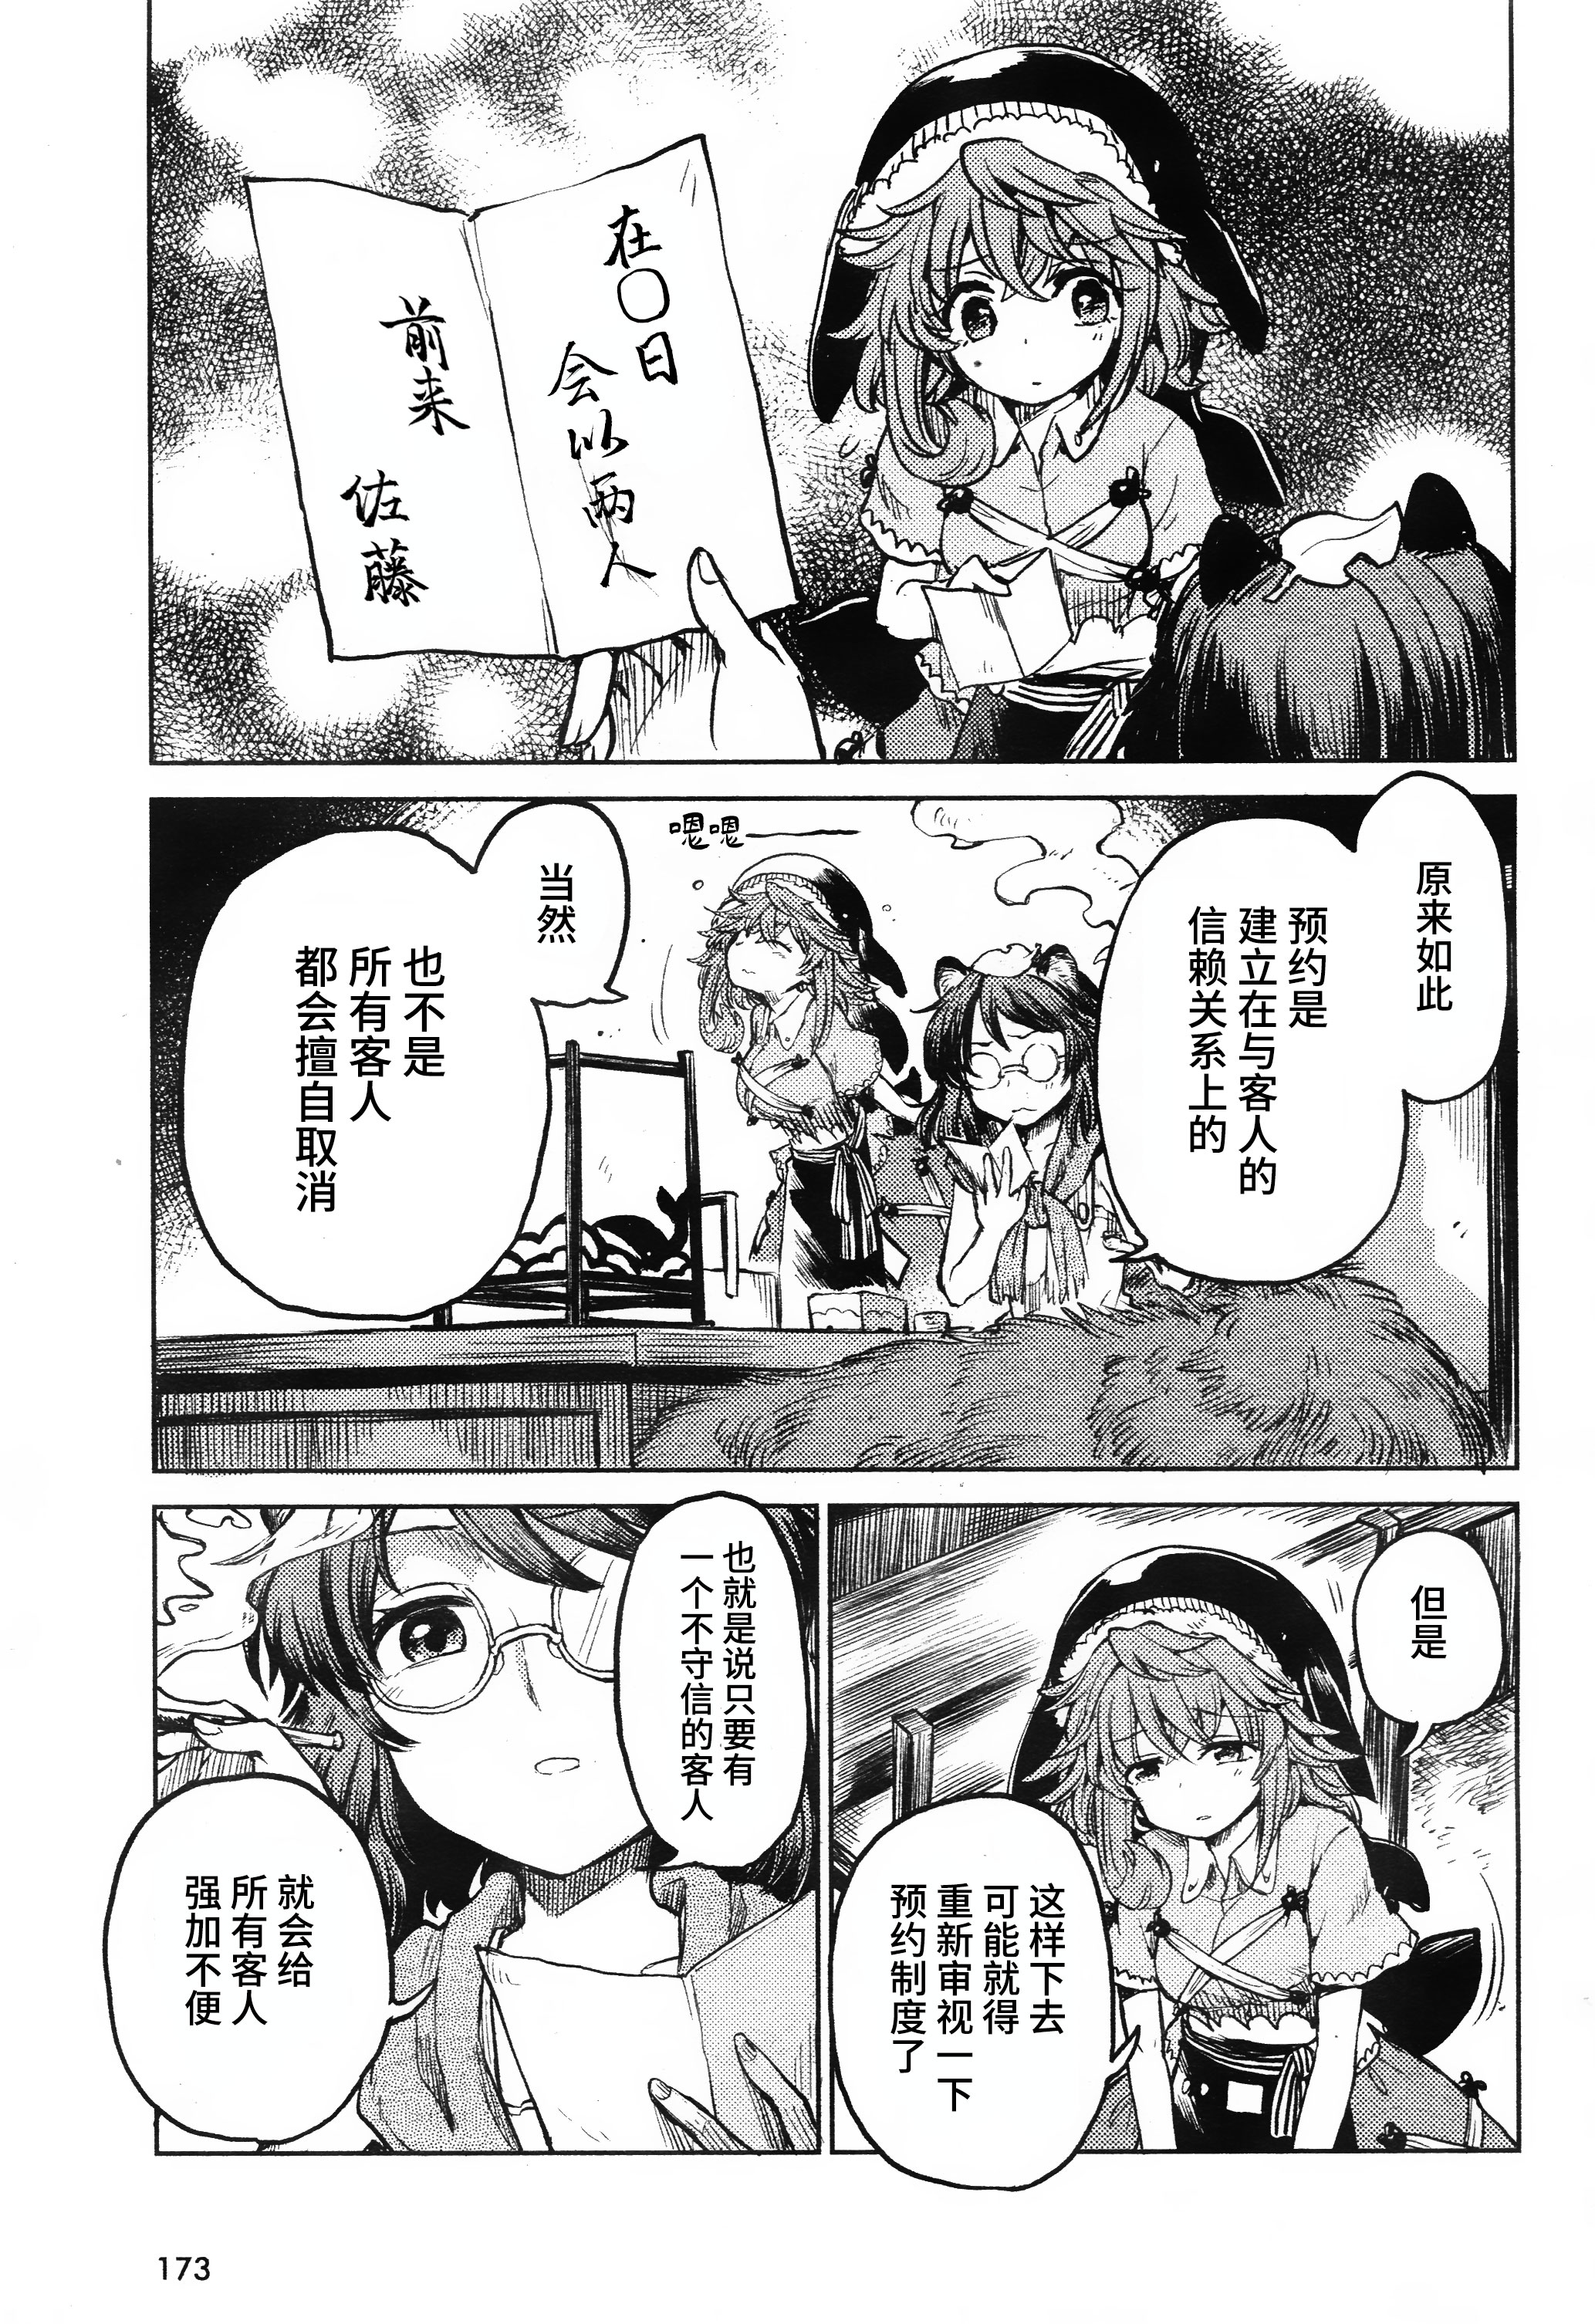 在〇日
会以两人
前来
佐藤
原来如此
预约是
建立在与客人的
信赖关系上的
嗯嗯——
当然
也不是
所有客人
都会擅自取消
但是
这样下去
可能就得
重新审视一下
预约制度了
也就是说只要有
一个不守信的客人
就会给
所有客人
强加不便
173